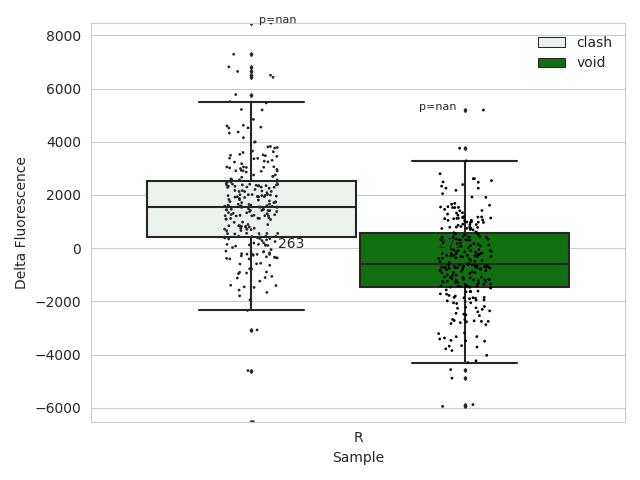 p=nan
8000
clash
void
6000
p=nan
4000
2000
263
0
−2000
−4000
−6000
Delta Fluorescence
R
Sample